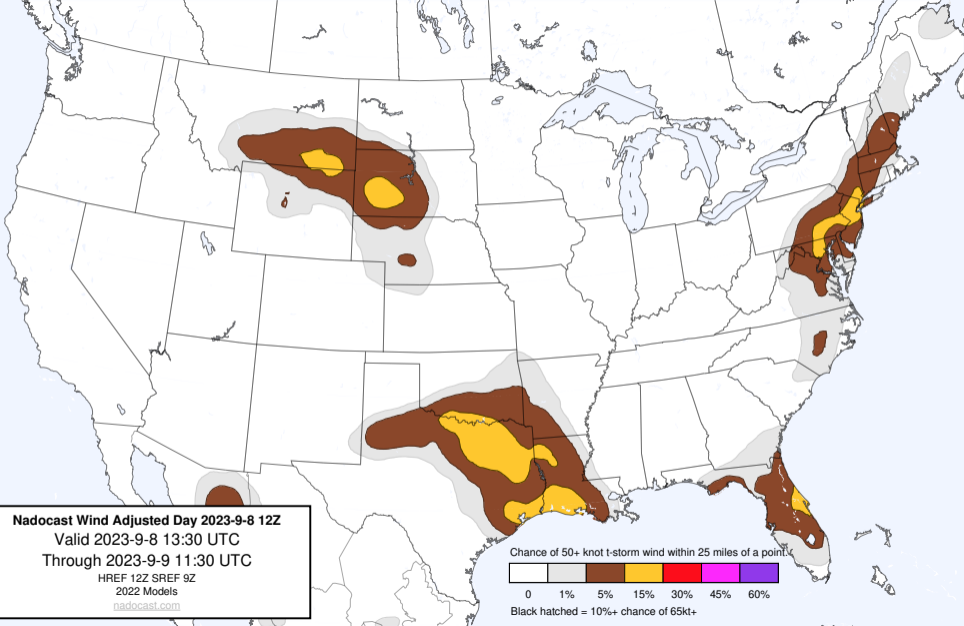 Nadocast Wind Adjusted Day 2023-9-8 12Z
Valid 2023-9-8 13:30 UTC
Through 2023-9-9 11:30 UTC
HREF 12Z SREF 9Z
2022 Models
nadocast.com
Chance of 50+ knot t-storm wind within 25 miles of a point.
0 1% 5% 15% 30% 45% 60%
Black hatched = 10%+ chance of 65kt+